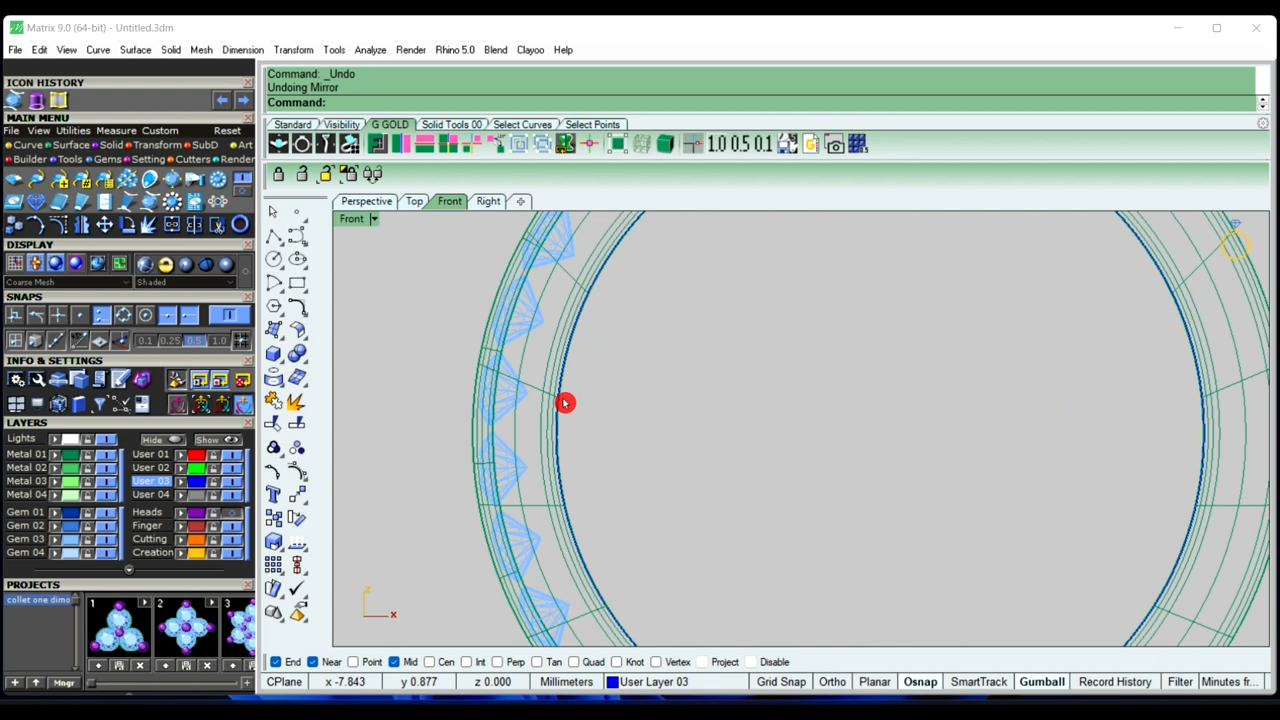 Matrix 9.0 (64-bit) - Untitled.3dm
File Edit View Curve Surface Solid Mesh Dimension Transform Tools Analyze Render Rhino 5.0 Blend Clayoo Help
ICON HISTORY
MAIN MENU
File View Utilities Measure Custom Reset
Curve Surface Solid Transform SubD Art
Builder Tools Gems Setting Cutters Render
DISPLAY
Coarse Mesh Shaded
SNAPS
0.1 0.25 0.5 1.0
INFO & SETTINGS
LAYERS
Lights Hide Show
Metal 01 User 01
Metal 02 User 02
Metal 03 User 03
Metal 04 User 04
Gem 01 Heads
Gem 02 Finger
Gem 03 Cutting
Gem 04 Creation
PROJECTS
collet one dimo
1 2 3
Mngr
Command: _Undo
Undoing Mirror
Command:
Standard Visibility G GOLD Solid Tools 00 Select Curves Select Points
1.0 0.5 0.1
Perspective Top Front Right
Front
z
x
End Near Point Mid Cen Int Perp Tan Quad Knot Vertex Project Disable
CPlane x -7.843 y 0.877 z 0.000 Millimeters User Layer 03 Grid Snap Ortho Planar Osnap SmartTrack Gumball Record History Filter Minutes fr...